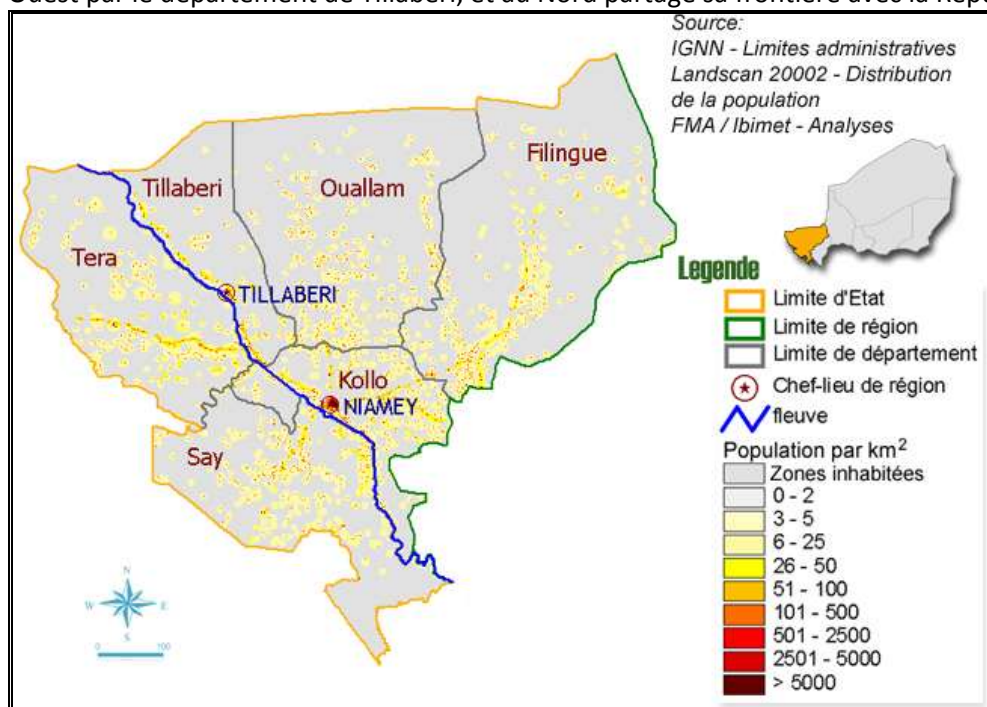 Source:
IGNN - Limites administratives
Landscan 20002 - Distribution
de la population
FMA / Ibimet - Analyses
Filingue
Tillaberi
Ouallam
Tera
TILLABERI
Kollo
NIAMEY
Say
N
W E
S
0 100
Legende
Limite d'Etat
Limite de région
Limite de département
Chef-lieu de région
fleuve
Population par km²
Zones inhabitées
0 - 2
3 - 5
6 - 25
26 - 50
51 - 100
101 - 500
501 - 2500
2501 - 5000
> 5000